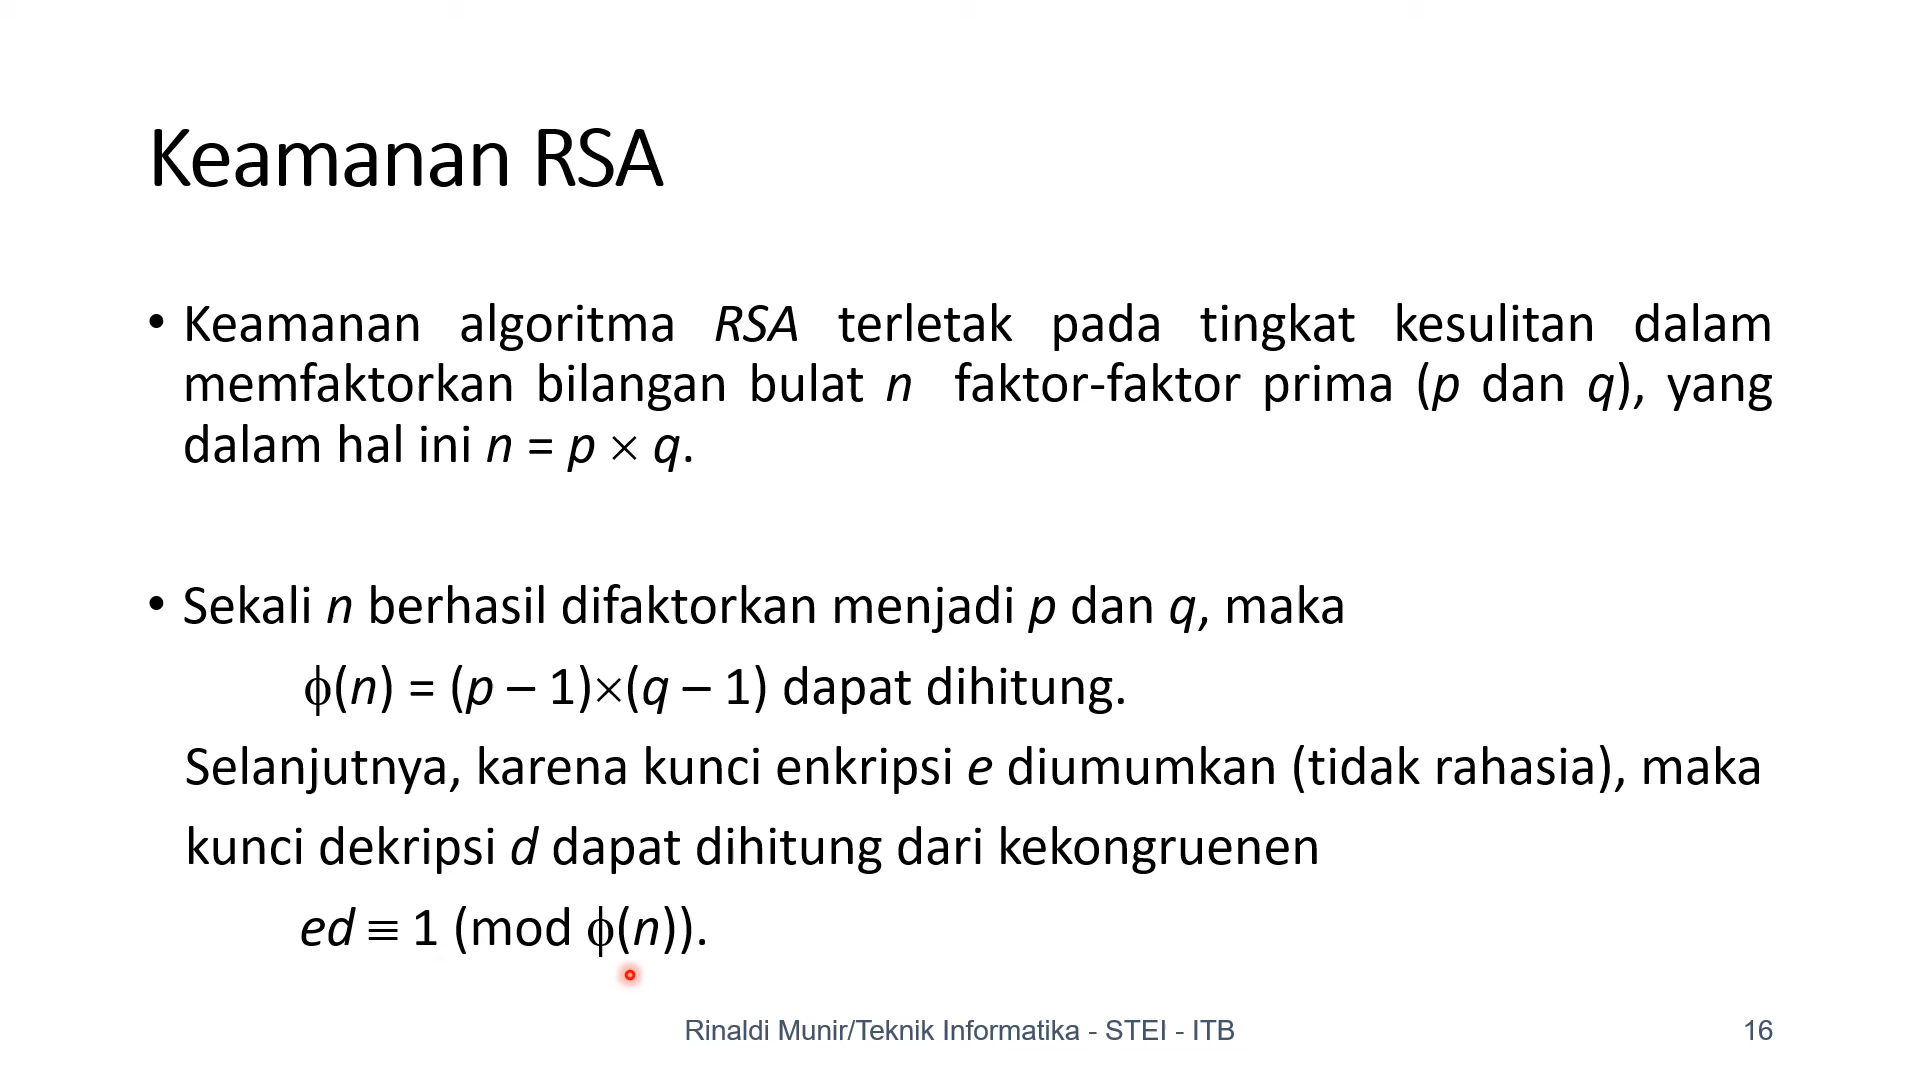 Keamanan RSA
• Keamanan algoritma RSA terletak pada tingkat kesulitan dalam
memfaktorkan bilangan bulat n faktor-faktor prima (p dan q), yang
dalam hal ini n = p × q.
• Sekali n berhasil difaktorkan menjadi p dan q, maka
ϕ(n) = (p – 1)×(q – 1) dapat dihitung.
Selanjutnya, karena kunci enkripsi e diumumkan (tidak rahasia), maka
kunci dekripsi d dapat dihitung dari kekongruenen
ed ≡ 1 (mod ϕ(n)).
Rinaldi Munir/Teknik Informatika - STEI - ITB
16